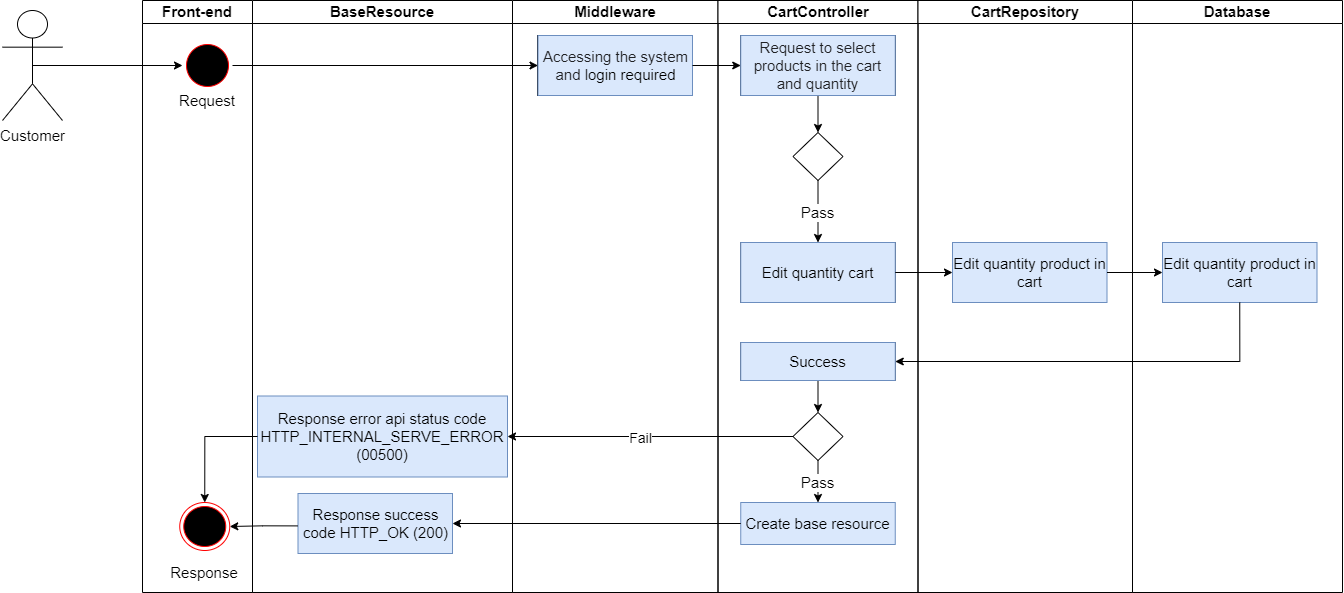 Front-end
BaseResource
Middleware
CartController
CartRepository
Database
Customer
Request
Accessing the system
and login required
Request to select
products in the cart
and quantity
Pass
Edit quantity cart
Edit quantity product in
cart
Edit quantity product in
cart
Success
Response error api status code
HTTP_INTERNAL_SERVE_ERROR
(00500)
Fail
Pass
Response success
code HTTP_OK (200)
Create base resource
Response